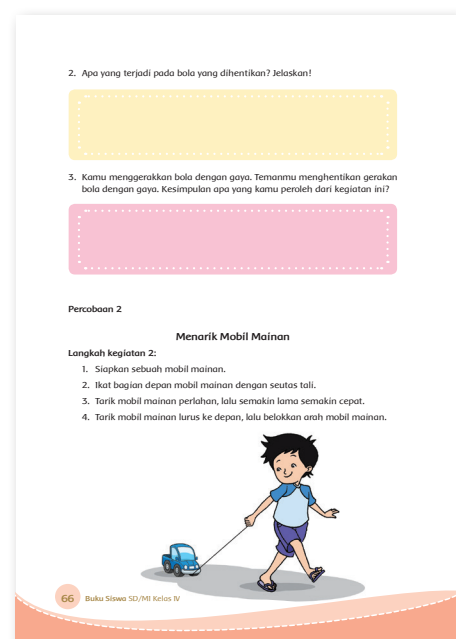 2. Apa yang terjadi pada bola yang dihentikan? Jelaskan!
3. Kamu menggerakkan bola dengan gaya. Temanmu menghentikan gerakan
bola dengan gaya. Kesimpulan apa yang kamu peroleh dari kegiatan ini?
Percobaan 2
Menarik Mobil Mainan
Langkah kegiatan 2:
1. Siapkan sebuah mobil mainan.
2. Ikat bagian depan mobil mainan dengan seutas tali.
3. Tarik mobil mainan perlahan, lalu semakin lama semakin cepat.
4. Tarik mobil mainan lurus ke depan, lalu belokkan arah mobil mainan.
66 Buku Siswa SD/MI Kelas IV